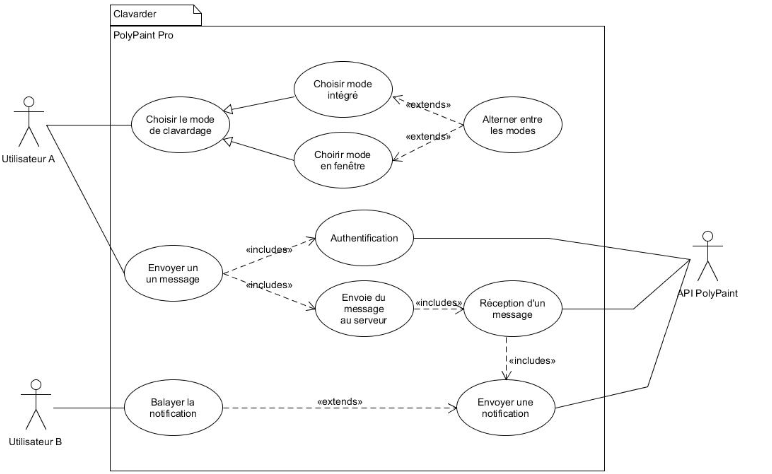 Clavarder
PolyPaint Pro
Choisir mode
intégré
Choisir le mode
de clavardage
«extends»
Alterner entre
les modes
«extends»
Choirir mode
en fenêtre
Utilisateur A
Authentification
«includes»
Envoyer un
un message
«includes»
Envoie du
message
au serveur
«includes»
Réception d'un
message
API PolyPaint
«includes»
Balayer la
notification
«extends»
Envoyer une
notification
Utilisateur B